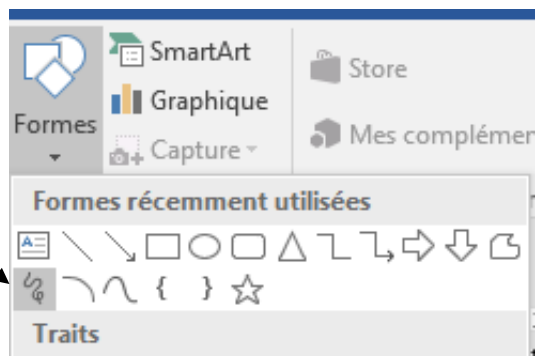 SmartArt
Store
Graphique
Formes
Mes complémen
Capture
Formes récemment utilisées
Traits